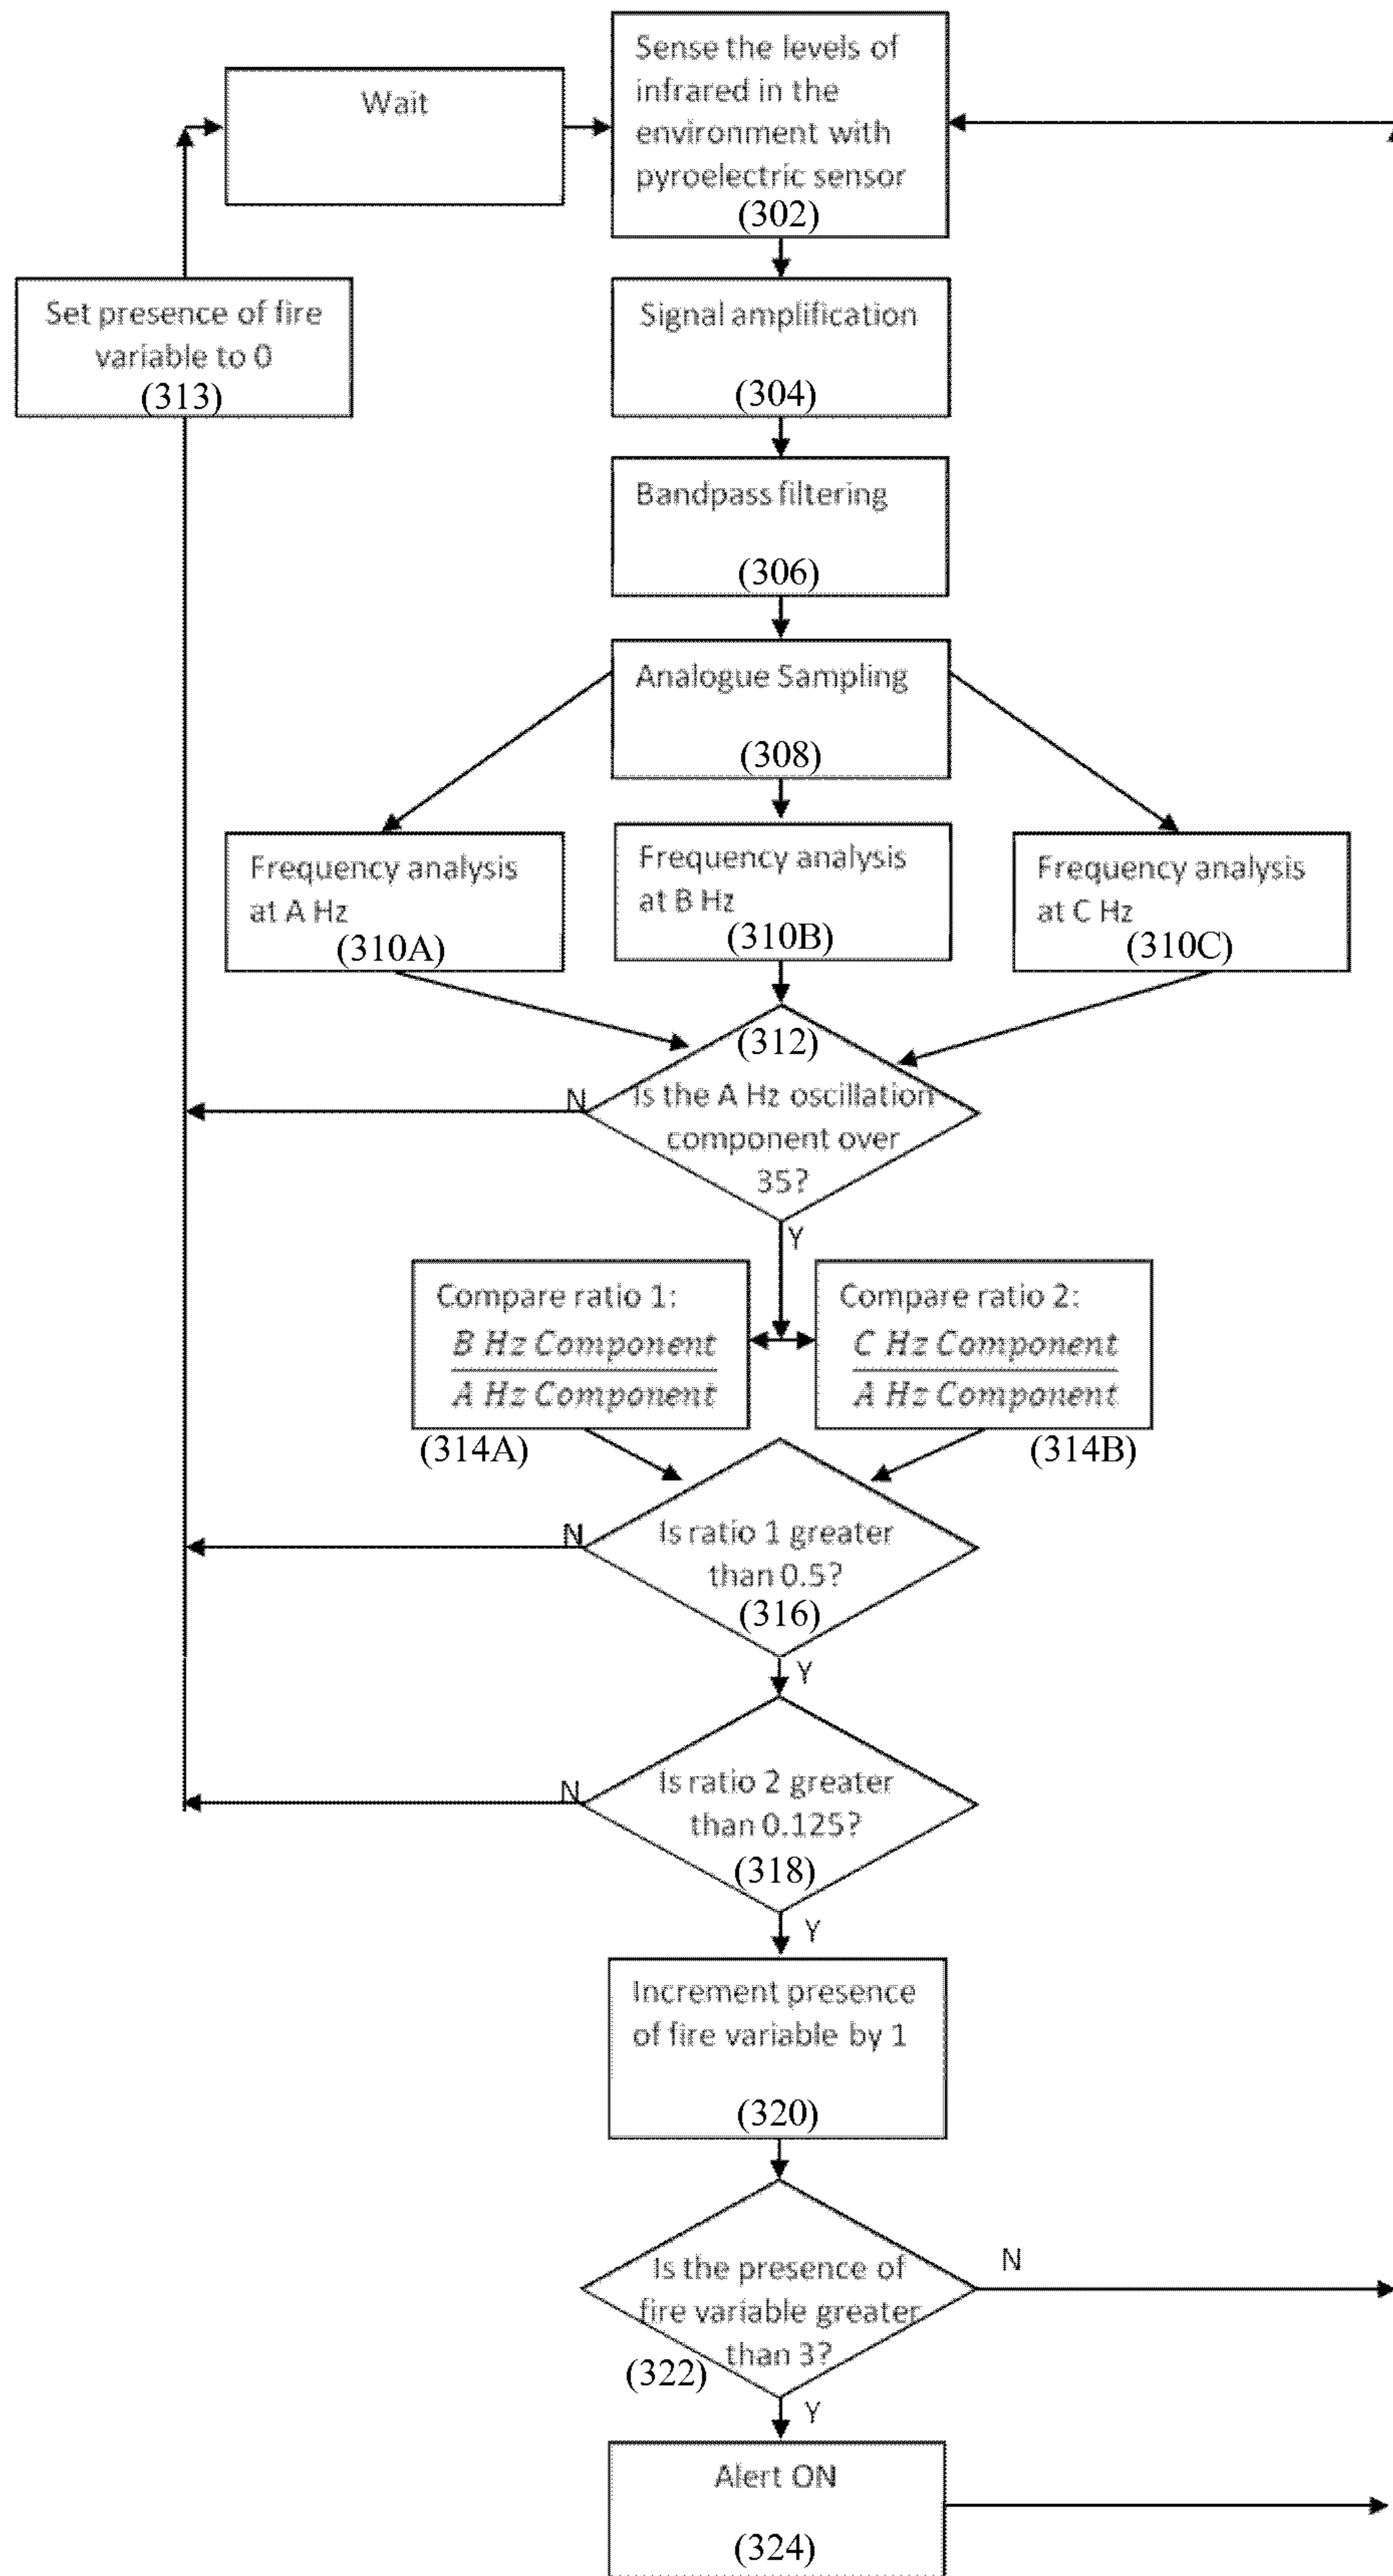 Wait
Sense the levels of
infrared in the
environment with
pyroelectric sensor
(302)
Set presence of fire
variable to 0
(313)
Signal amplification
(304)
Bandpass filtering
(306)
Analogue Sampling
(308)
Frequency analysis
at A Hz
(310A)
Frequency analysis
at B Hz
(310B)
Frequency analysis
at C Hz
(310C)
(312)
N
Is the A Hz oscillation
component over
35?
Y
Compare ratio 1:
B Hz Component
A Hz Component
(314A)
Compare ratio 2:
C Hz Component
A Hz Component
(314B)
N
Is ratio 1 greater
than 0.5?
(316)
Y
N
Is ratio 2 greater
than 0.125?
(318)
Y
Increment presence
of fire variable by 1
(320)
N
Is the presence of
fire variable greater
than 3?
(322)
Y
Alert ON
(324)